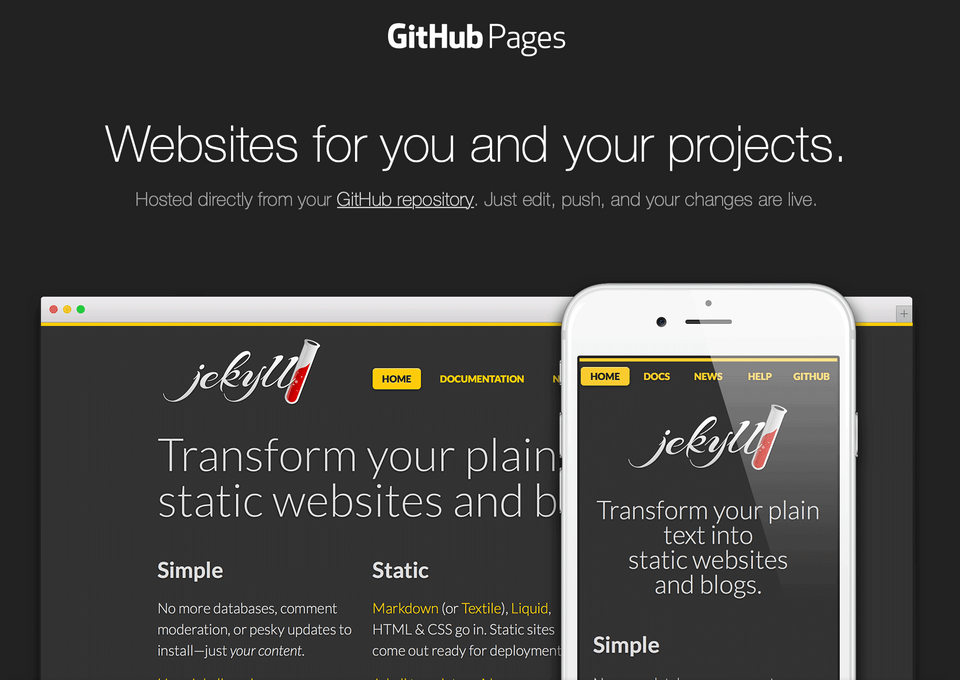 GitHub Pages
Websites for you and your projects.
Hosted directly from your GitHub repository. Just edit, push, and your changes are live.
jekyll
HOME DOCUMENTATION
Transform your plain
static websites and b
Simple
No more databases, comment
moderation, or pesky updates to
install—just your content.
Static
Markdown (or Textile), Liquid,
HTML & CSS go in. Static sites
come out ready for deployment
HOME DOCS NEWS HELP GITHUB
jekyll
Transform your plain
text into
static websites
and blogs.
Simple